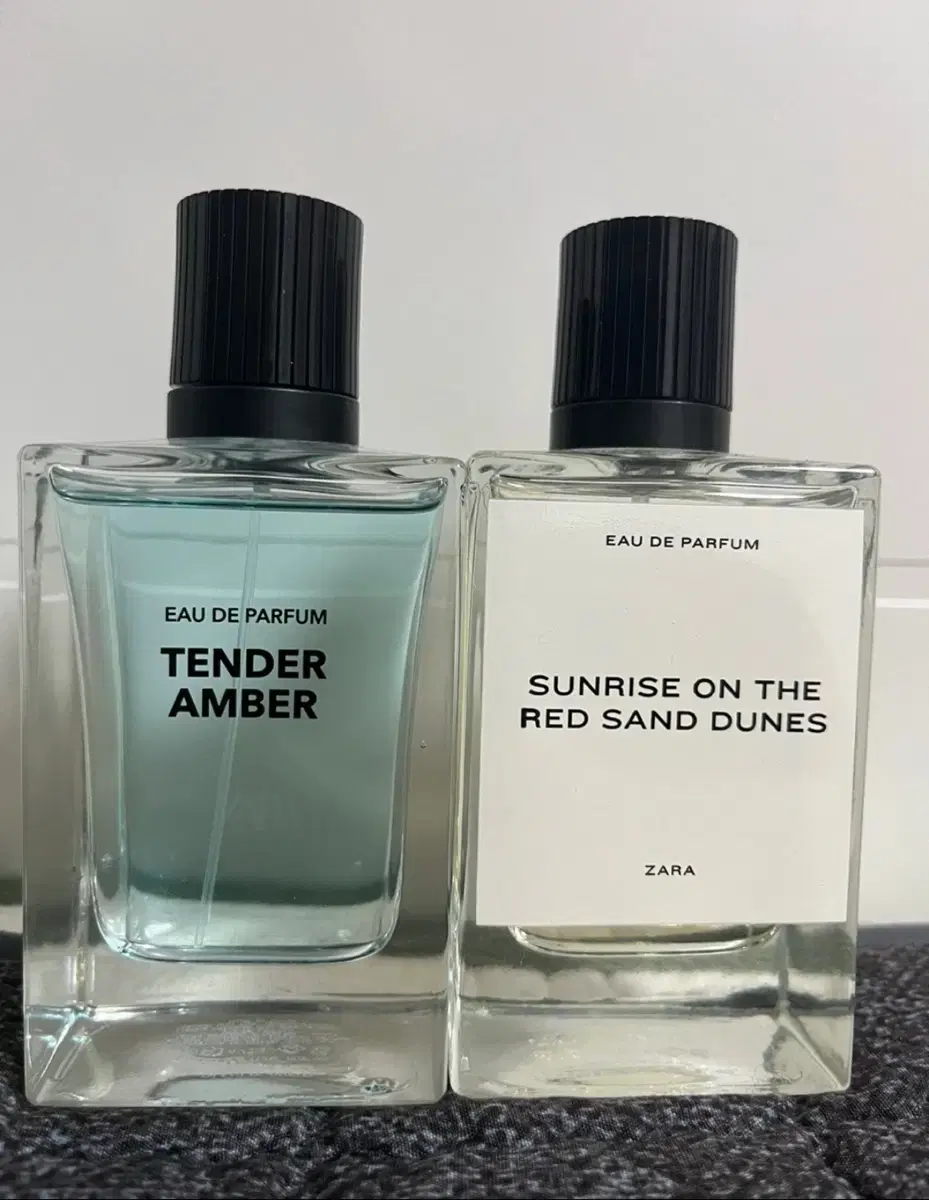 EAU DE PARFUM
TENDER
AMBER
EAU DE PARFUM
SUNRISE ON THE
RED SAND DUNES
ZARA